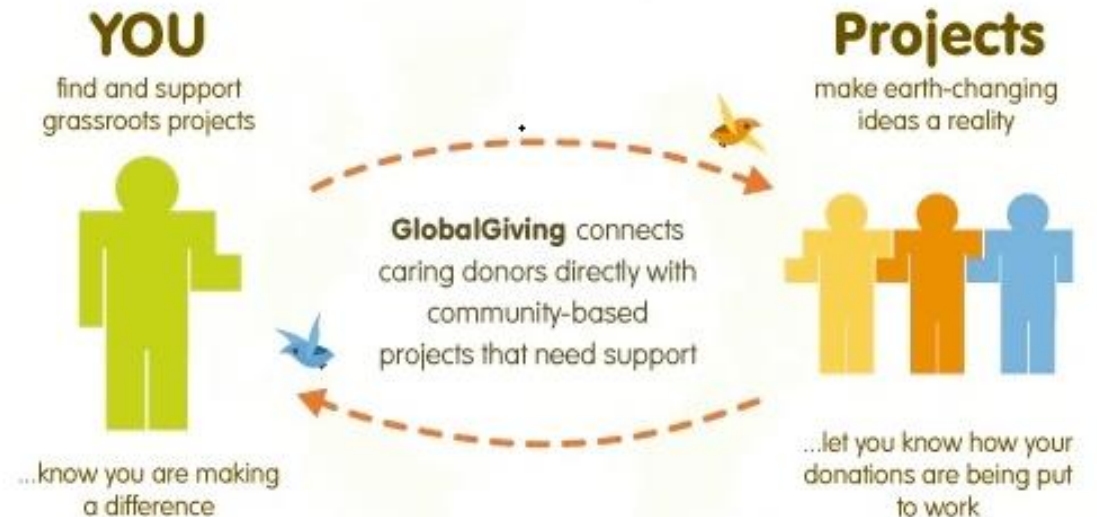 YOU
find and support
grassroots projects
Projects
make earth-changing
ideas a reality
GlobalGiving connects
caring donors directly with
community-based
projects that need support
...know you are making
a difference
...let you know how your
donations are being put
to work